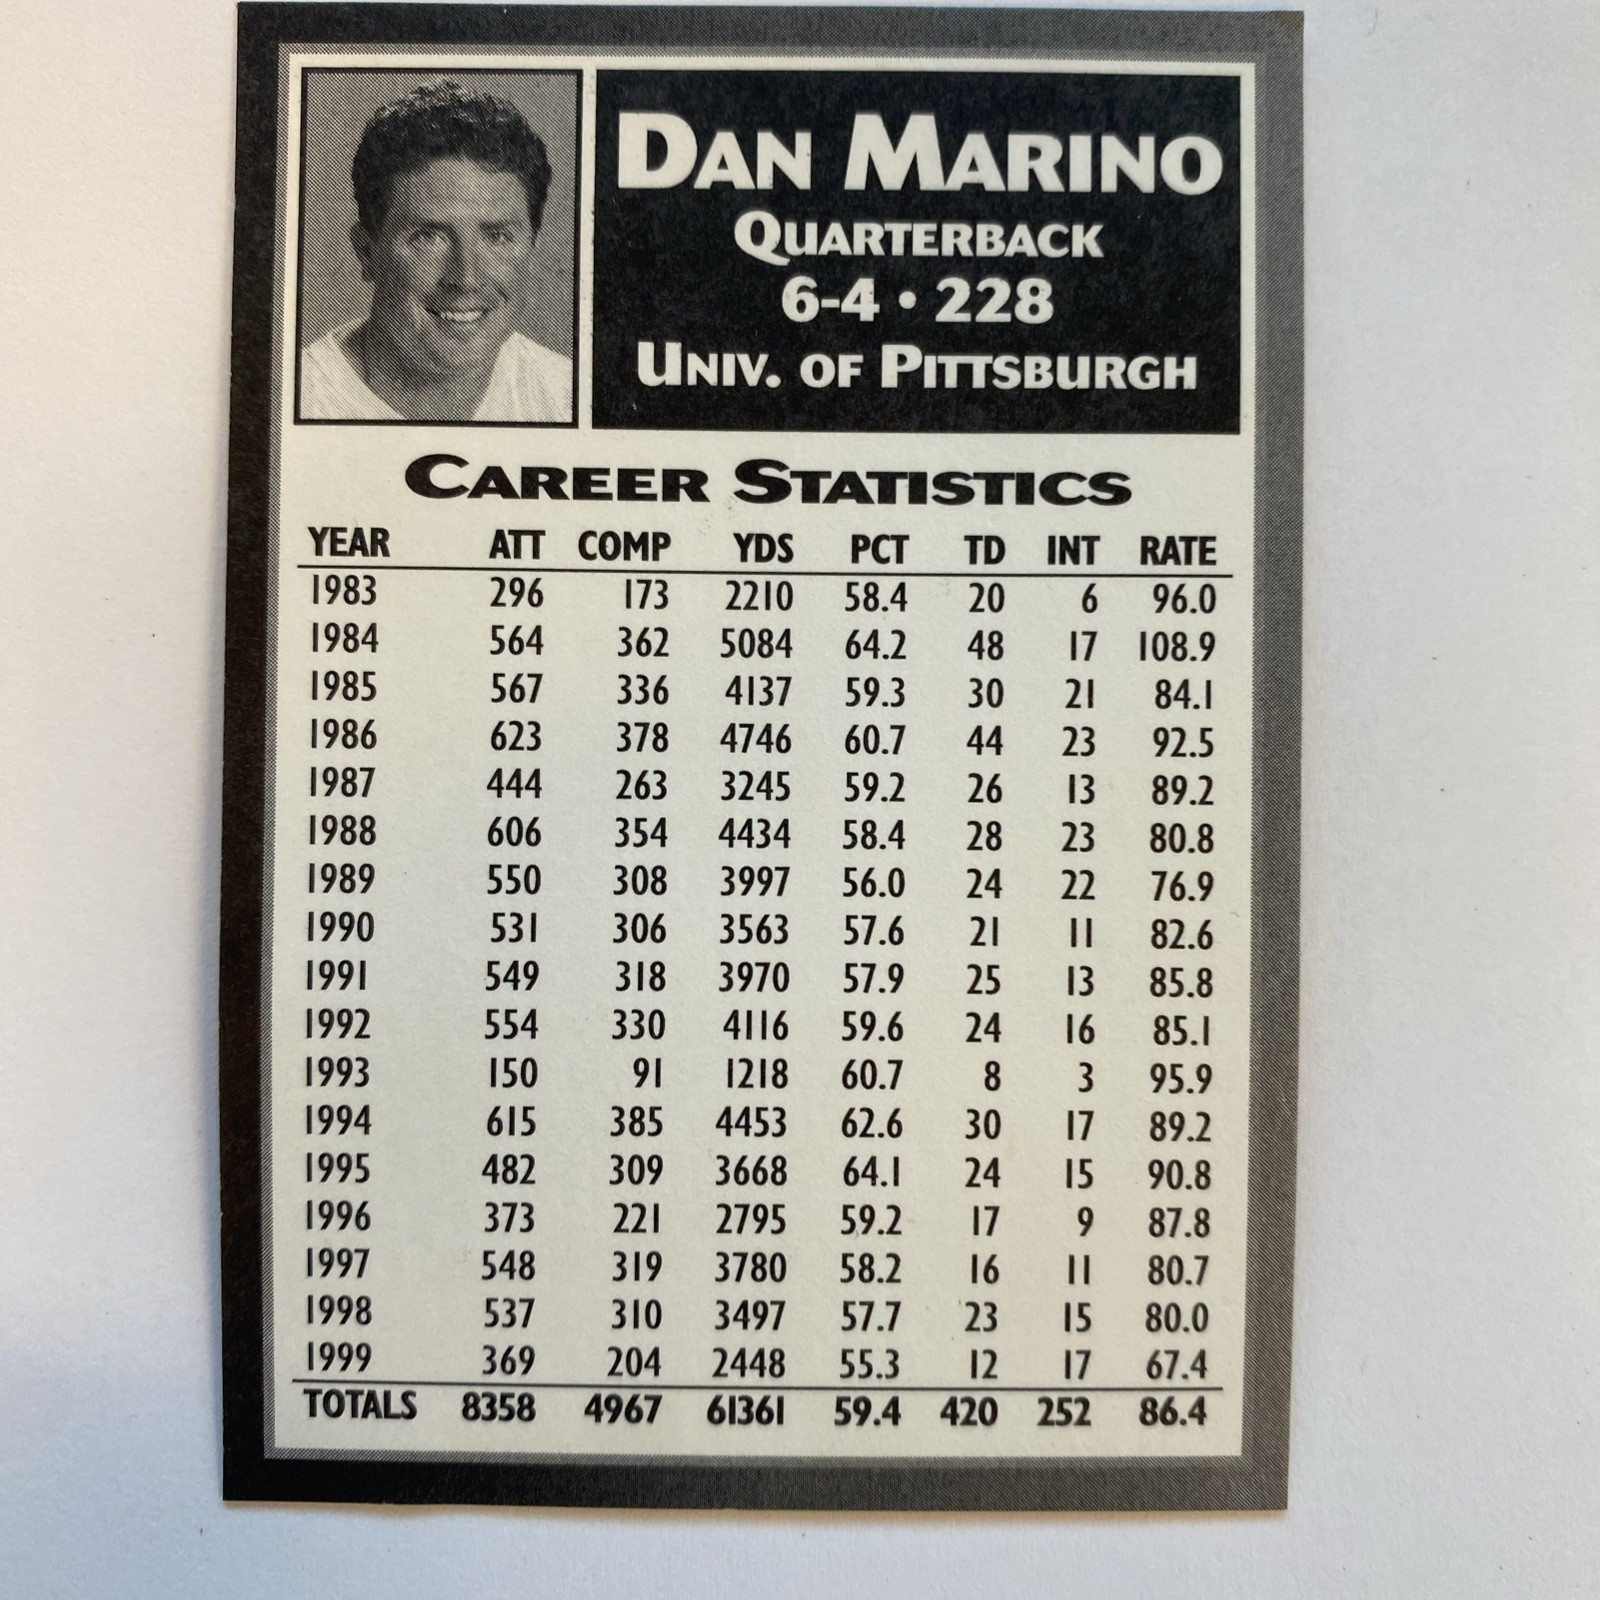 DAN MARINO
QUARTERBACK
6-4 • 228
UNIV. OF PITTSBURGH
CAREER STATISTICS
YEAR ATT COMP YDS PCT TD INT RATE
1983 296 173 2210 58.4 20 6 96.0
1984 564 362 5084 64.2 48 17 108.9
1985 567 336 4137 59.3 30 21 84.1
1986 623 378 4746 60.7 44 23 92.5
1987 444 263 3245 59.2 26 13 89.2
1988 606 354 4434 58.4 28 23 80.8
1989 550 308 3997 56.0 24 22 76.9
1990 531 306 3563 57.6 21 11 82.6
1991 549 318 3970 57.9 25 13 85.8
1992 554 330 4116 59.6 24 16 85.1
1993 150 91 1218 60.7 8 3 95.9
1994 615 385 4453 62.6 30 17 89.2
1995 482 309 3668 64.1 24 15 90.8
1996 373 221 2795 59.2 17 9 87.8
1997 548 319 3780 58.2 16 11 80.7
1998 537 310 3497 57.7 23 15 80.0
1999 369 204 2448 55.3 12 17 67.4
TOTALS 8358 4967 61361 59.4 420 252 86.4